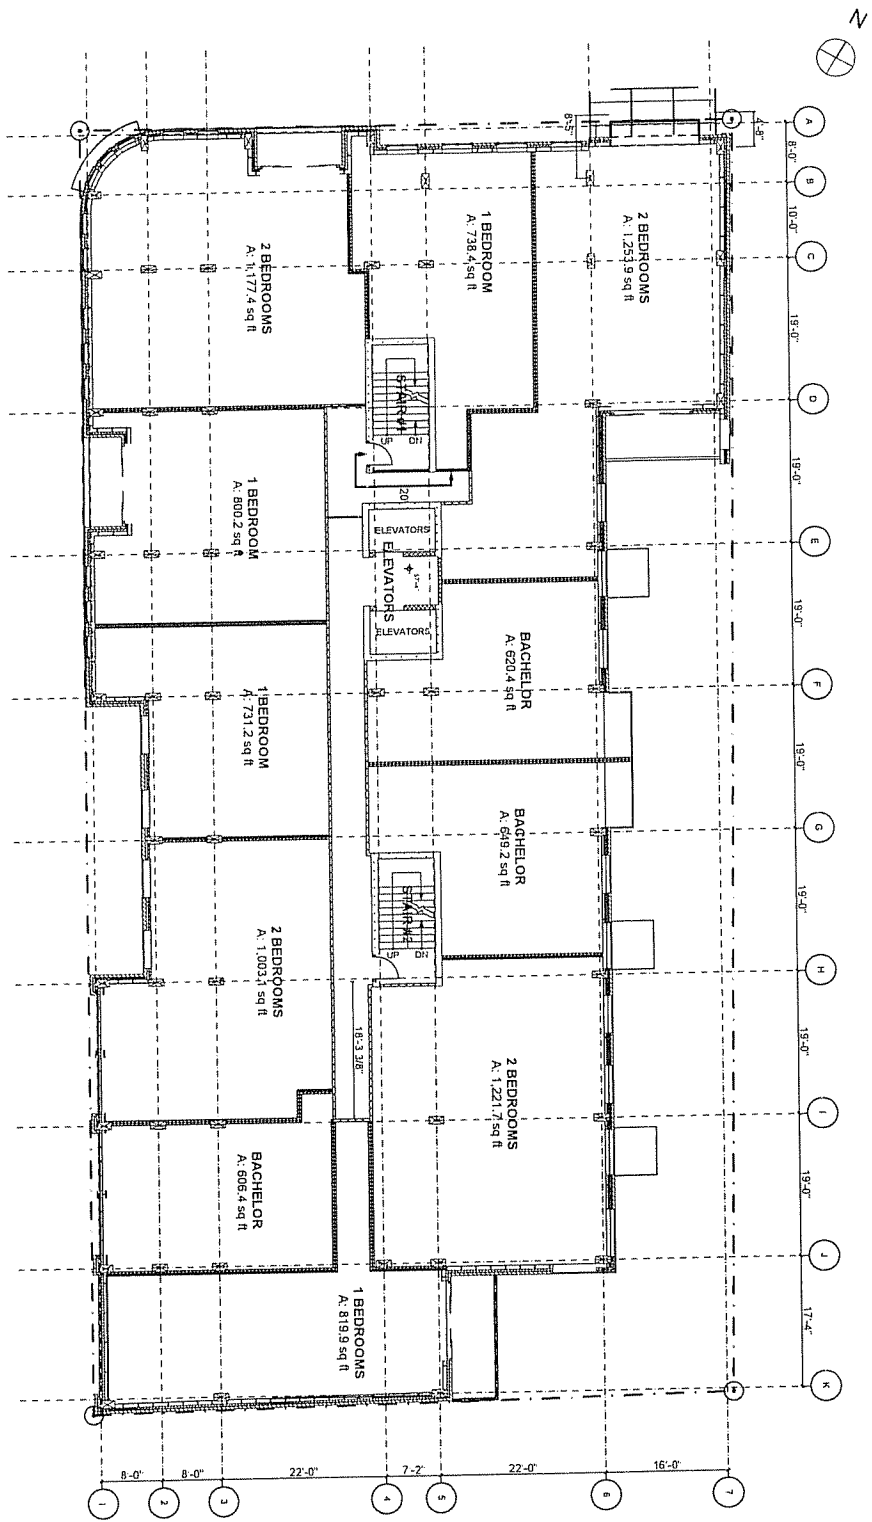 N
A
B
C
D
E
F
G
H
I
J
K
4'-8"
8'-0"
10'-0"
19'-0"
19'-0"
19'-0"
19'-0"
19'-0"
19'-0"
19'-0"
17'-4"
8'-5"
2 BEDROOMS
A: 1,177.4 sq ft
1 BEDROOM
A: 738.4 sq ft
2 BEDROOMS
A: 1,253.9 sq ft
STAIR #1
UP
DN
20
1 BEDROOM
A: 800.2 sq ft
ELEVATORS
ELEVATORS
ELEVATORS
BACHELOR
A: 620.4 sq ft
1 BEDROOM
A: 731.2 sq ft
BACHELOR
A: 649.2 sq ft
STAIR #2
UP
DN
2 BEDROOMS
A: 1,003.1 sq ft
18'-3 3/8"
2 BEDROOMS
A: 1,221.7 sq ft
BACHELOR
A: 606.4 sq ft
1 BEDROOMS
A: 819.9 sq ft
8'-0"
8'-0"
22'-0"
7'-2"
22'-0"
16'-0"
1
2
3
4
5
6
7